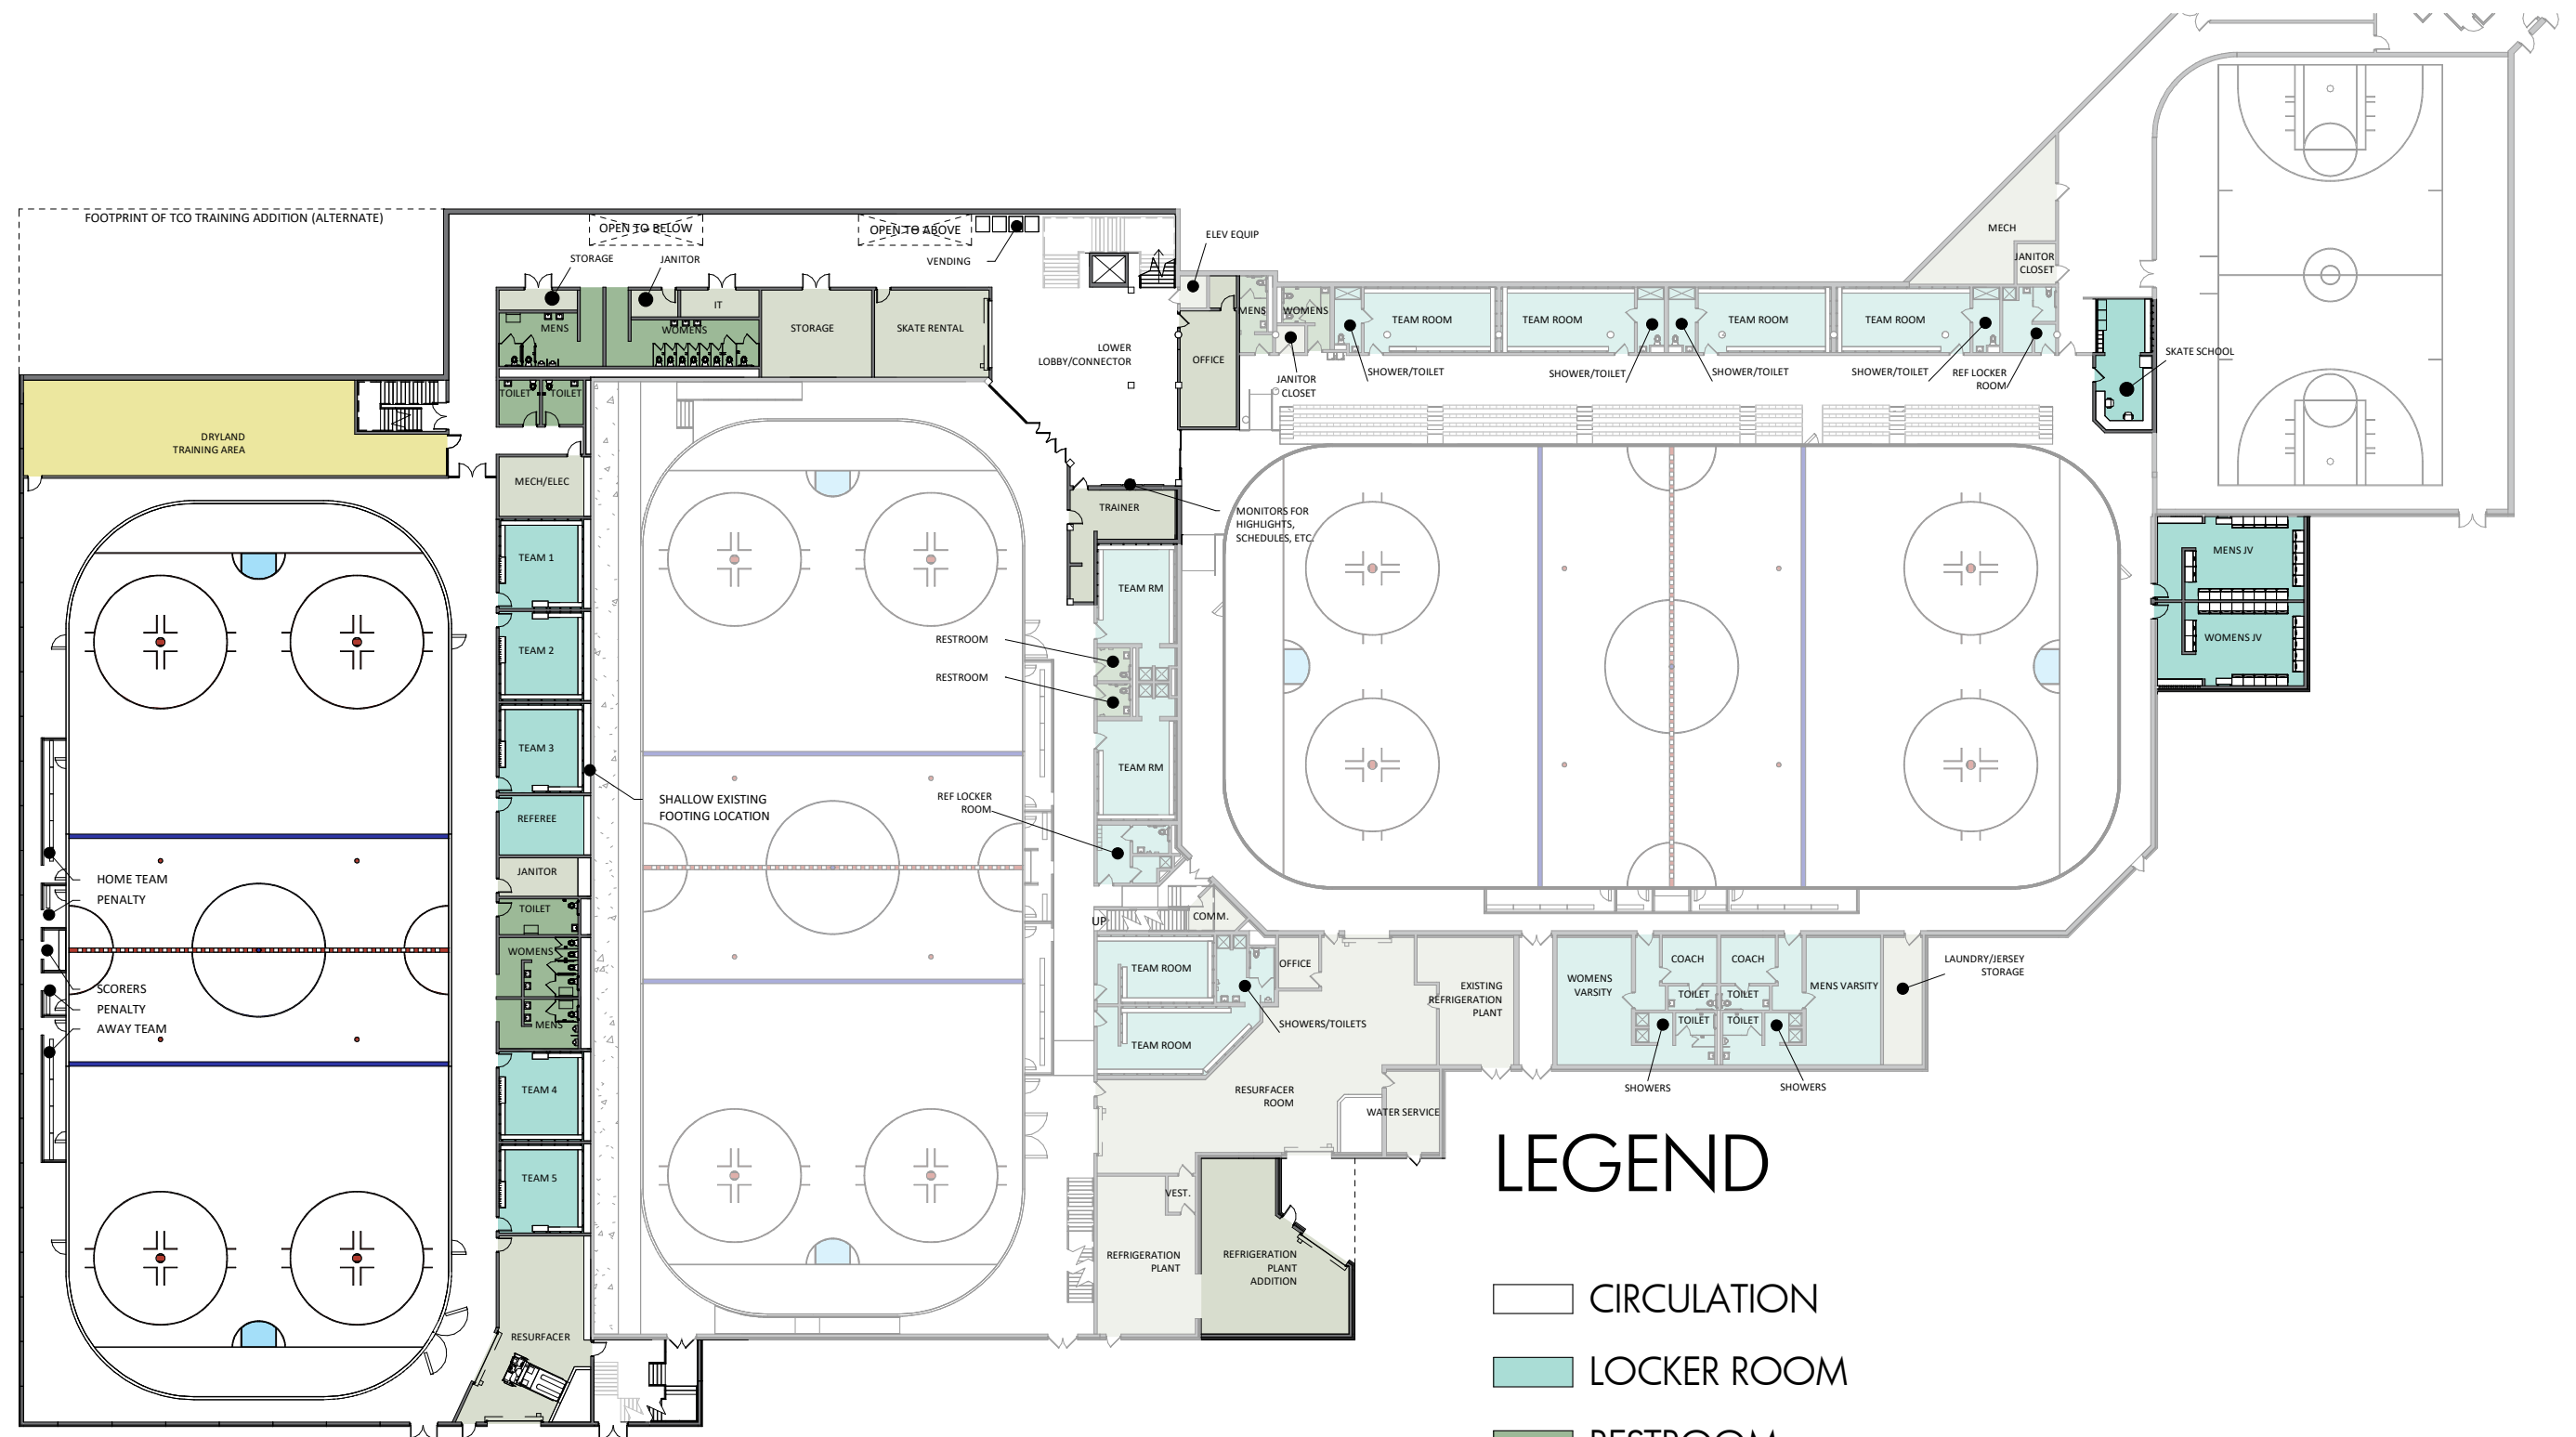 FOOTPRINT OF TCO TRAINING ADDITION (ALTERNATE)
OPEN TO BELOW
OPEN TO ABOVE
VENDING
STORAGE
JANITOR
IT
MENS
WOMENS
STORAGE
SKATE RENTAL
TOILET
TOILET
LOWER
LOBBY/CONNECTOR
ELEV EQUIP
OFFICE
MENS
WOMENS
JANITOR
CLOSET
TEAM ROOM
TEAM ROOM
TEAM ROOM
TEAM ROOM
SHOWER/TOILET
SHOWER/TOILET
SHOWER/TOILET
SHOWER/TOILET
REF LOCKER
ROOM
MECH
JANITOR
CLOSET
SKATE SCHOOL
DRYLAND
TRAINING AREA
MECH/ELEC
TRAINER
MONITORS FOR
HIGHLIGHTS,
SCHEDULES, ETC.
TEAM 1
TEAM 2
TEAM 3
REFEREE
JANITOR
TOILET
WOMENS
MENS
TEAM 4
TEAM 5
RESURFACER
SHALLOW EXISTING
FOOTING LOCATION
TEAM RM
RESTROOM
RESTROOM
TEAM RM
REF LOCKER
ROOM
MENS JV
WOMENS JV
HOME TEAM
PENALTY
SCORERS
PENALTY
AWAY TEAM
UP
COMM.
TEAM ROOM
TEAM ROOM
OFFICE
SHOWERS/TOILETS
EXISTING
REFRIGERATION
PLANT
RESURFACER
ROOM
WATER SERVICE
VEST.
REFRIGERATION
PLANT
REFRIGERATION
PLANT
ADDITION
WOMENS
VARSITY
COACH
COACH
TOILET
TOILET
TOILET
TOILET
MENS VARSITY
LAUNDRY/JERSEY
STORAGE
SHOWERS
SHOWERS
LEGEND
CIRCULATION
LOCKER ROOM
RESTROOM